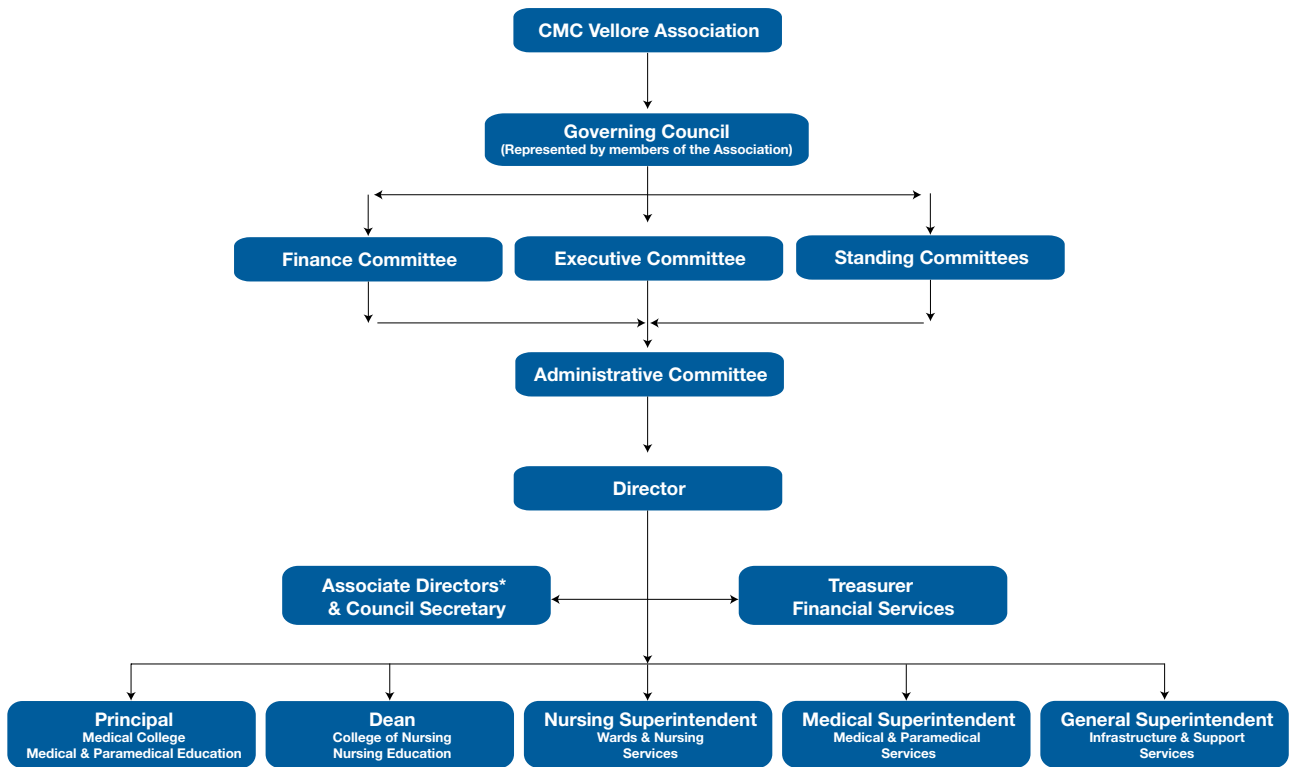 CMC Vellore Association
Governing Council
(Represented by members of the Association)
Finance Committee
Executive Committee
Standing Committees
Administrative Committee
Director
Associate Directors*
& Council Secretary
Treasurer
Financial Services
Principal
Medical College
Medical & Paramedical Education
Dean
College of Nursing
Nursing Education
Nursing Superintendent
Wards & Nursing
Services
Medical Superintendent
Medical & Paramedical
Services
General Superintendent
Infrastructure & Support
Services